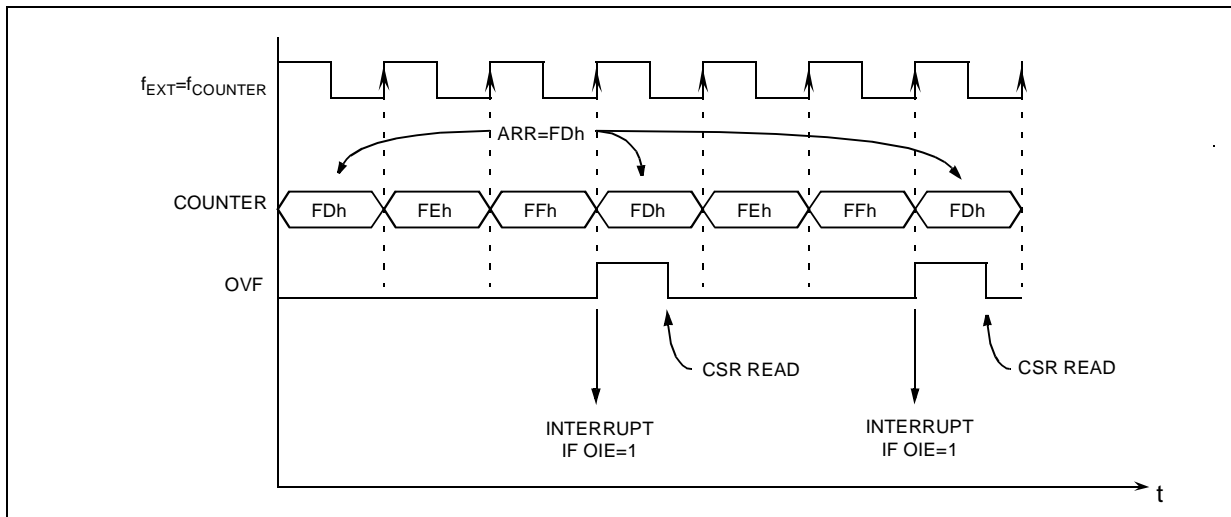 fEXT=fCOUNTER
ARR=FDh
COUNTER
FDh
FEh
FFh
FDh
FEh
FFh
FDh
OVF
CSR READ
CSR READ
INTERRUPT
IF OIE=1
INTERRUPT
IF OIE=1
t